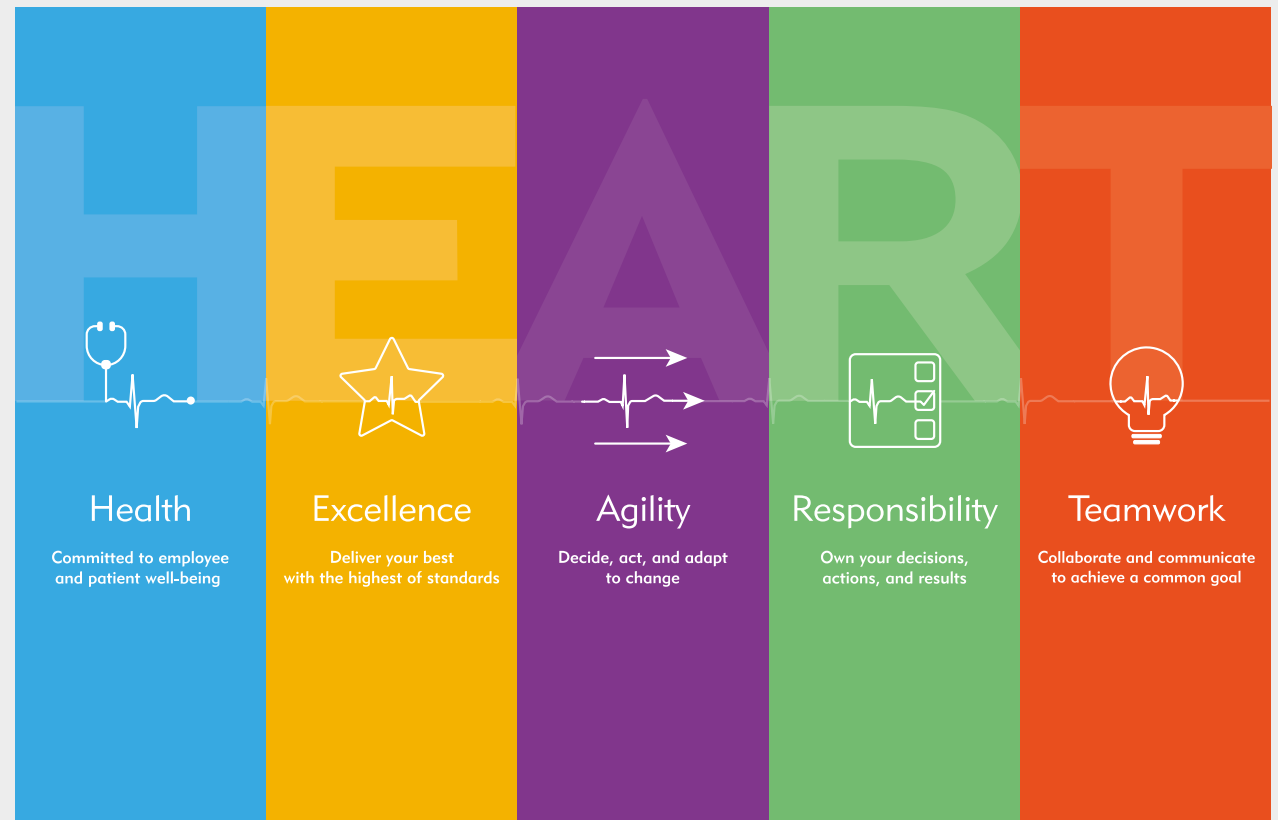 HEART
Health
Committed to employee
and patient well-being
Excellence
Deliver your best
with the highest of standards
Agility
Decide, act, and adapt
to change
Responsibility
Own your decisions,
actions, and results
Teamwork
Collaborate and communicate
to achieve a common goal